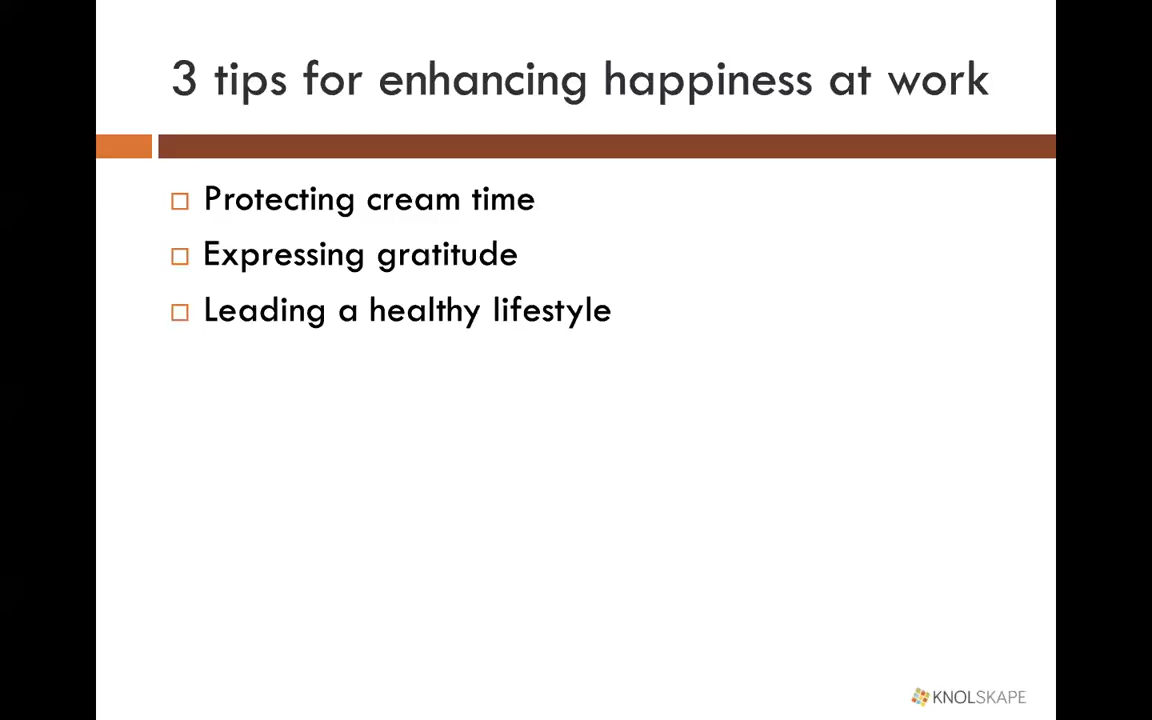 3 tips for enhancing happiness at work
Protecting cream time
Expressing gratitude
Leading a healthy lifestyle
KNOLSKAPE